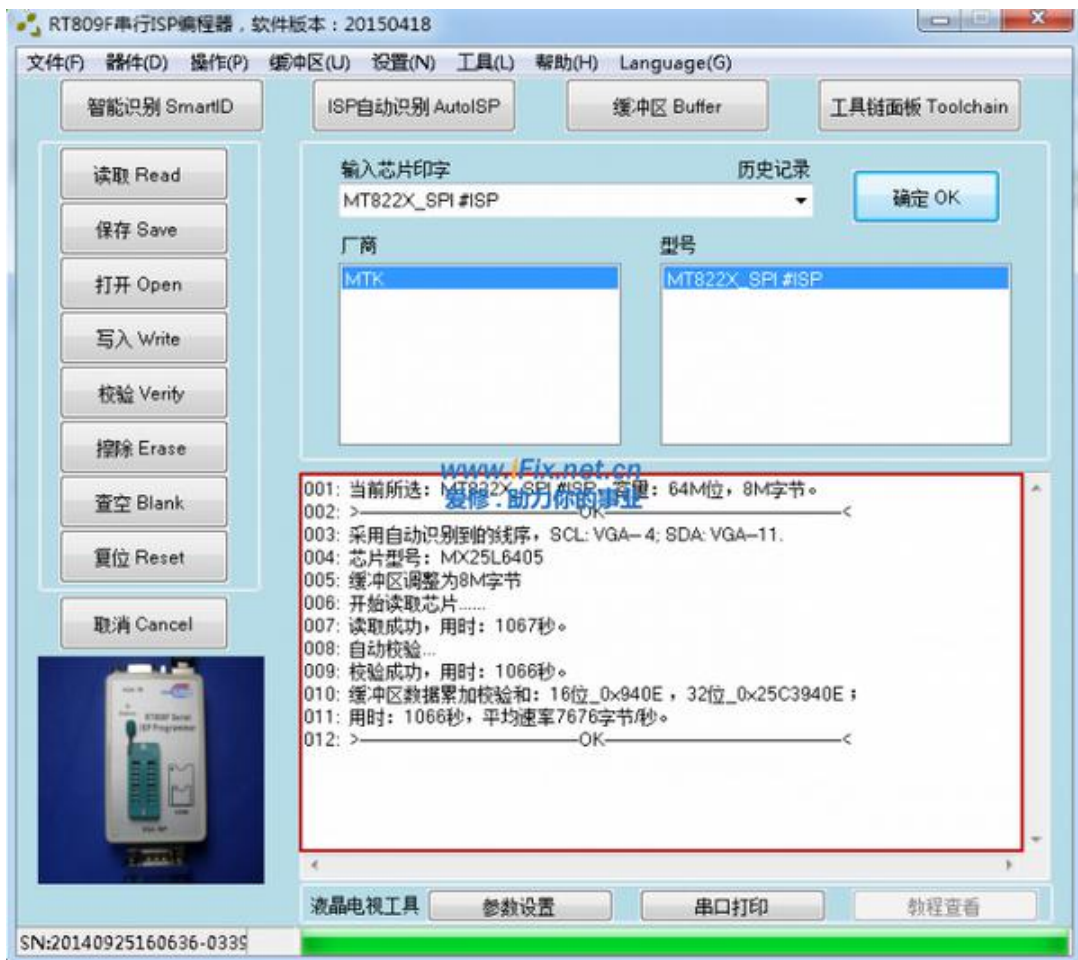 RT809F串行ISP编程器，软件版本：20150418
文件(F) 器件(D) 操作(P) 缓冲区(U) 设置(N) 工具(L) 帮助(H) Language(G)
智能识别 SmartID
ISP自动识别 AutoISP
缓冲区 Buffer
工具链面板 Toolchain
读取 Read
保存 Save
打开 Open
写入 Write
校验 Verify
擦除 Erase
查空 Blank
复位 Reset
取消 Cancel
输入芯片印字
历史记录
MT822X_SPI #ISP
确定 OK
厂商
型号
MTK
MT822X_SPI #ISP
www.iFix.net.cn
爱修．助力你的事业
001: 当前所选：MT822X_SPI #ISP，容量：64M位，8M字节。
002: >————————OK————————<
003: 采用自动识别到的线序，SCL: VGA—4; SDA: VGA—11.
004: 芯片型号：MX25L6405
005: 缓冲区调整为8M字节
006: 开始读取芯片......
007: 读取成功，用时：1067秒。
008: 自动校验...
009: 校验成功，用时：1066秒。
010: 缓冲区数据累加校验和：16位_0x940E ，32位_0x25C3940E；
011: 用时：1066秒，平均速率7676字节/秒。
012: >————————OK————————<
RT809F Serial
ISP Programmer
液晶电视工具
参数设置
串口打印
教程查看
SN:20140925160636-0339